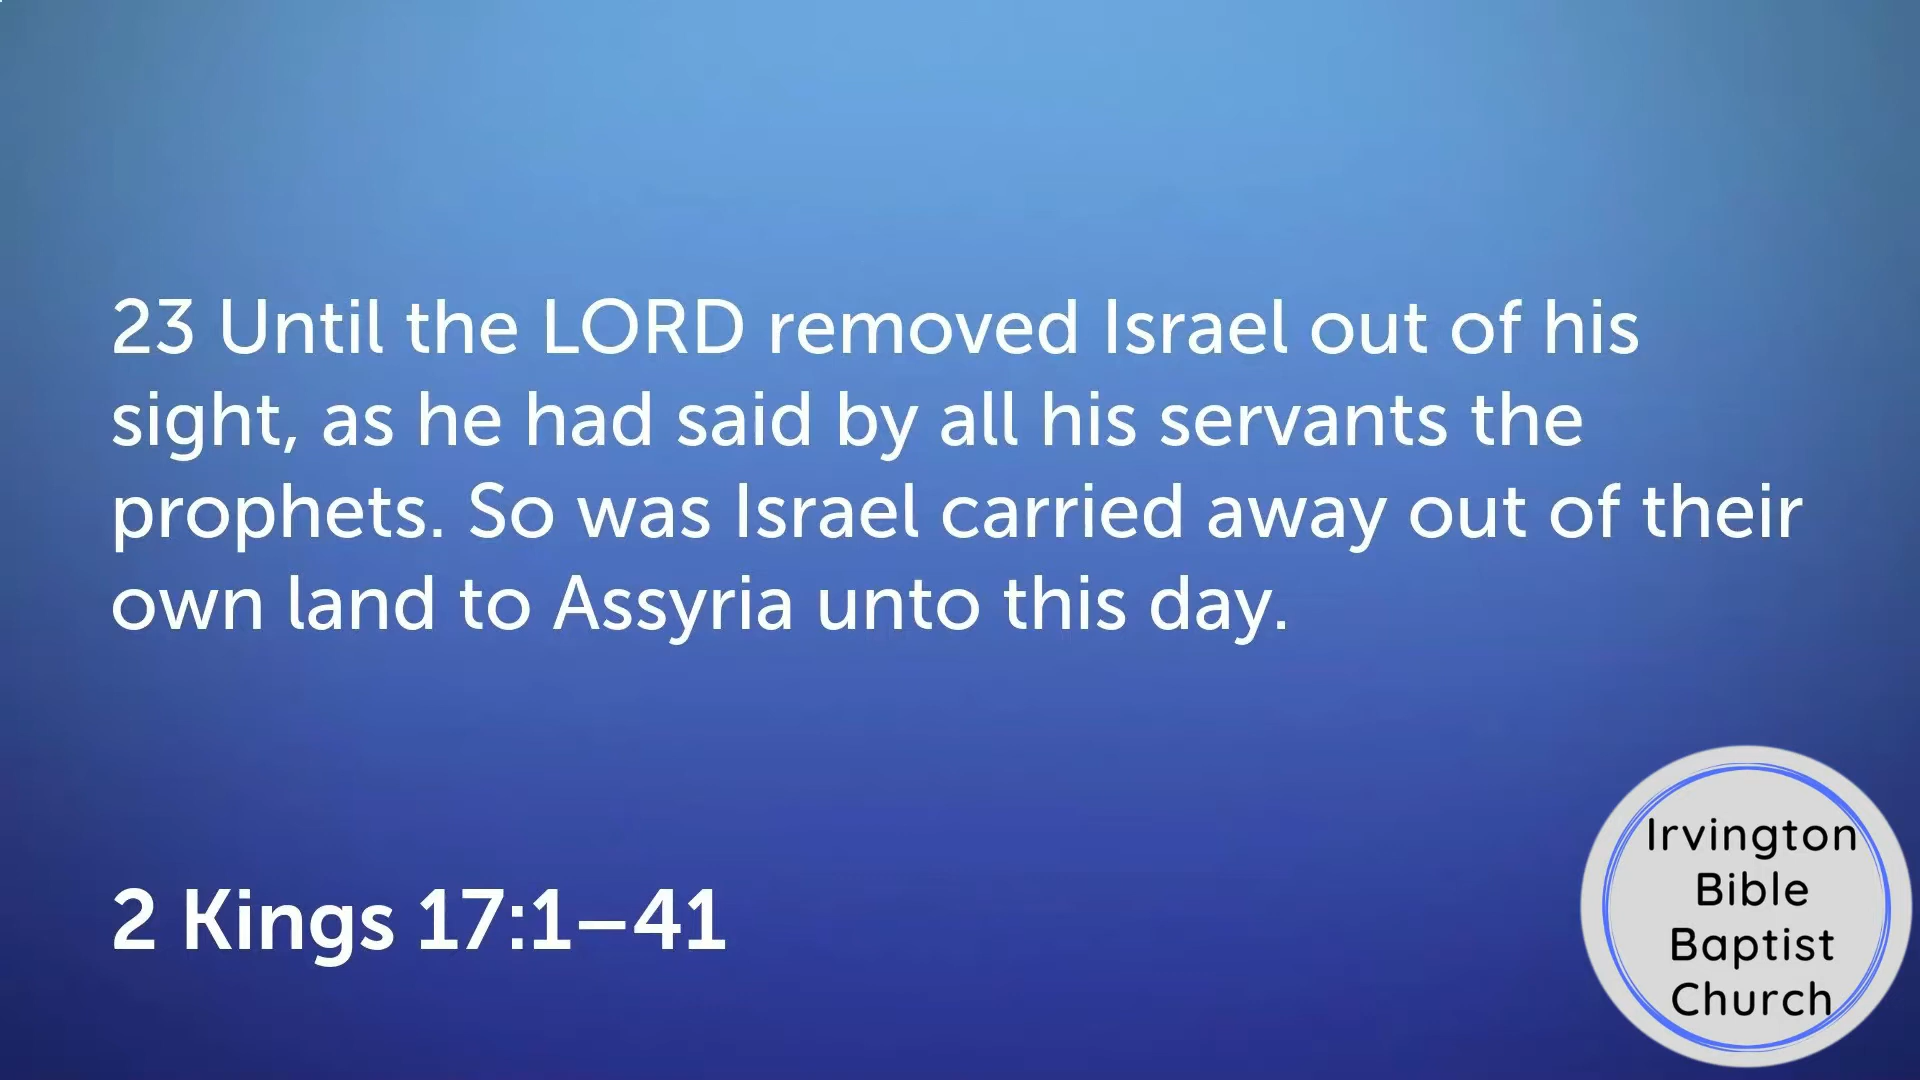 23 Until the LORD removed Israel out of his
sight, as he had said by all his servants the
prophets. So was Israel carried away out of their
own land to Assyria unto this day.
2 Kings 17:1–41
Irvington
Bible
Baptist
Church